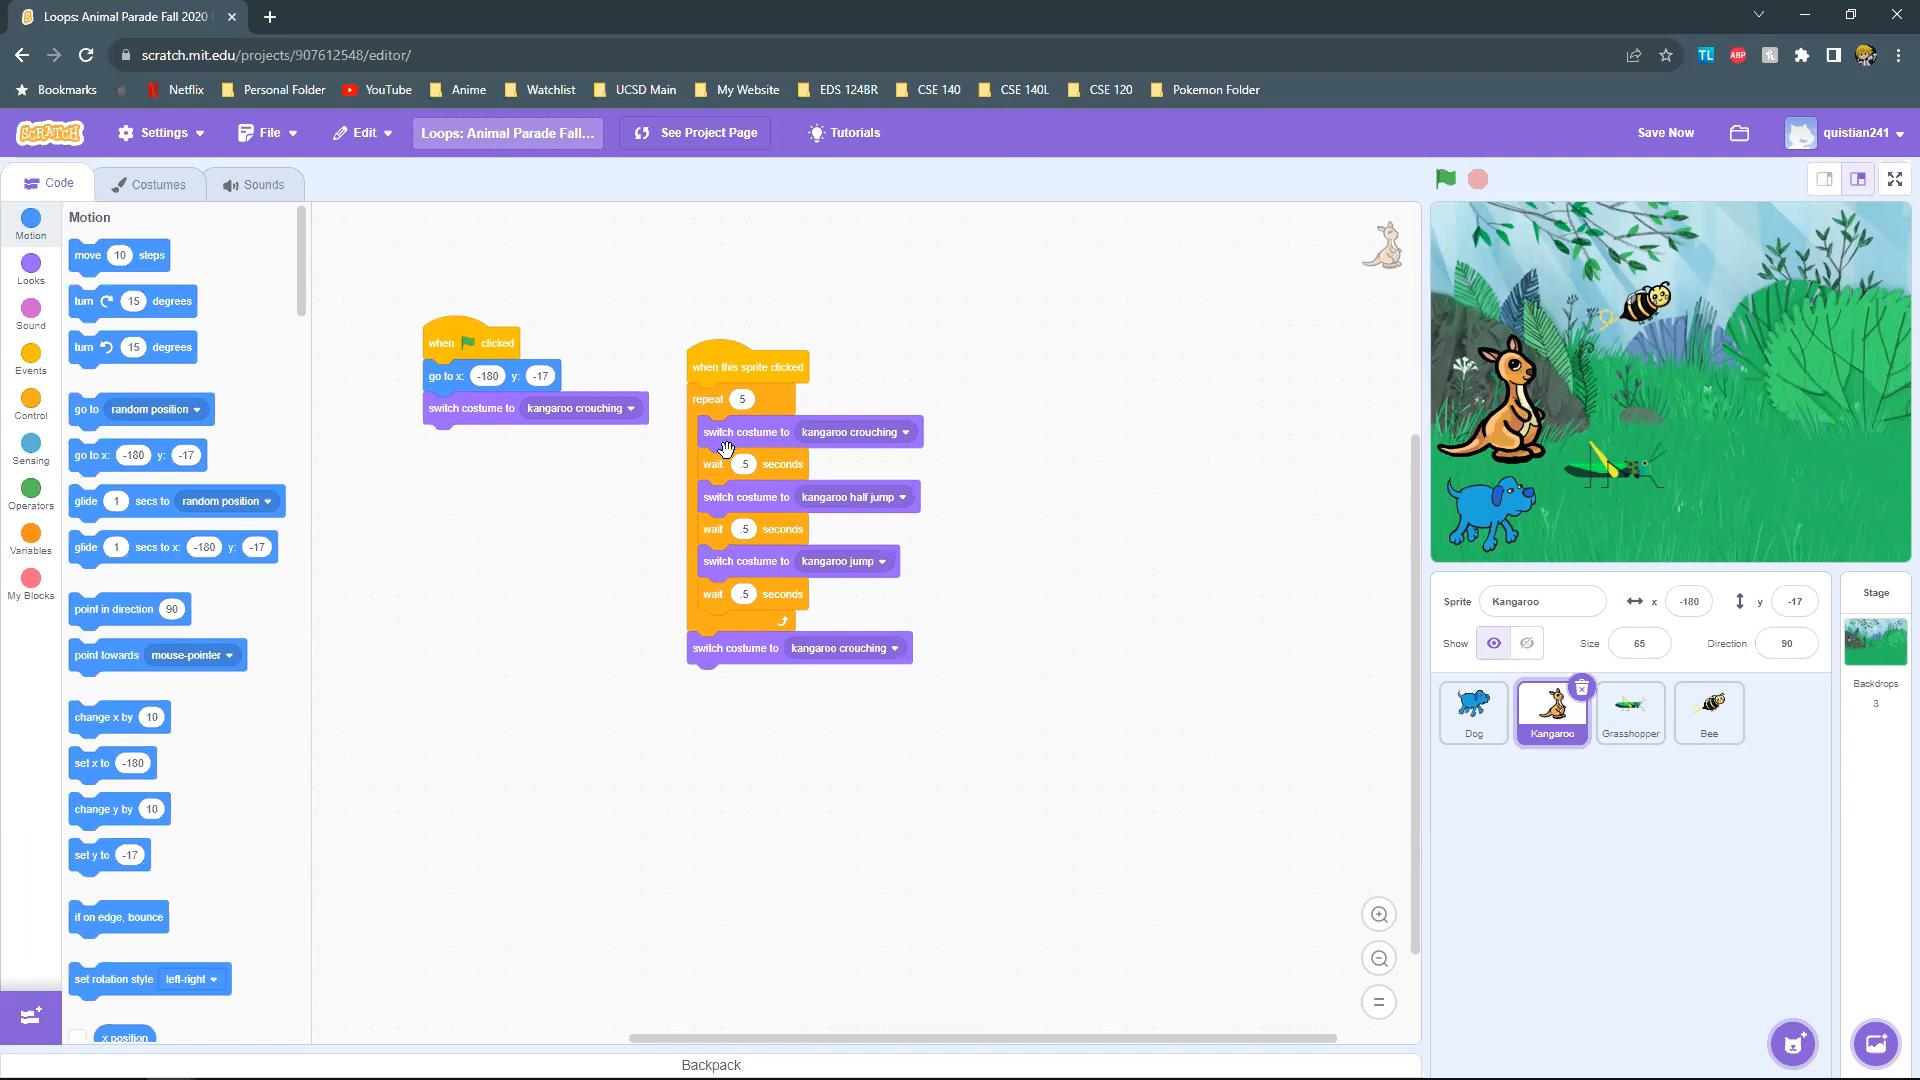 Loops: Animal Parade Fall 2020
scratch.mit.edu/projects/907612548/editor/
Bookmarks Netflix Personal Folder YouTube Anime Watchlist UCSD Main My Website EDS 124BR CSE 140 CSE 140L CSE 120 Pokemon Folder
TL ABP
SCRATCH Settings File Edit Loops: Animal Parade Fall... See Project Page Tutorials Save Now quistian241
Code Costumes Sounds
Motion
Looks
Sound
Events
Control
Sensing
Operators
Variables
My Blocks
Motion
move 10 steps
turn 15 degrees
turn 15 degrees
go to random position
go to x: -180 y: -17
glide 1 secs to random position
glide 1 secs to x: -180 y: -17
point in direction 90
point towards mouse-pointer
change x by 10
set x to -180
change y by 10
set y to -17
if on edge, bounce
set rotation style left-right
x position
when clicked
go to x: -180 y: -17
switch costume to kangaroo crouching
when this sprite clicked
repeat 5
switch costume to kangaroo crouching
wait .5 seconds
switch costume to kangaroo half jump
wait .5 seconds
switch costume to kangaroo jump
wait .5 seconds
switch costume to kangaroo crouching
Backpack
Sprite Kangaroo x -180 y -17
Show Size 65 Direction 90
Dog Kangaroo Grasshopper Bee
Stage
Backdrops
3